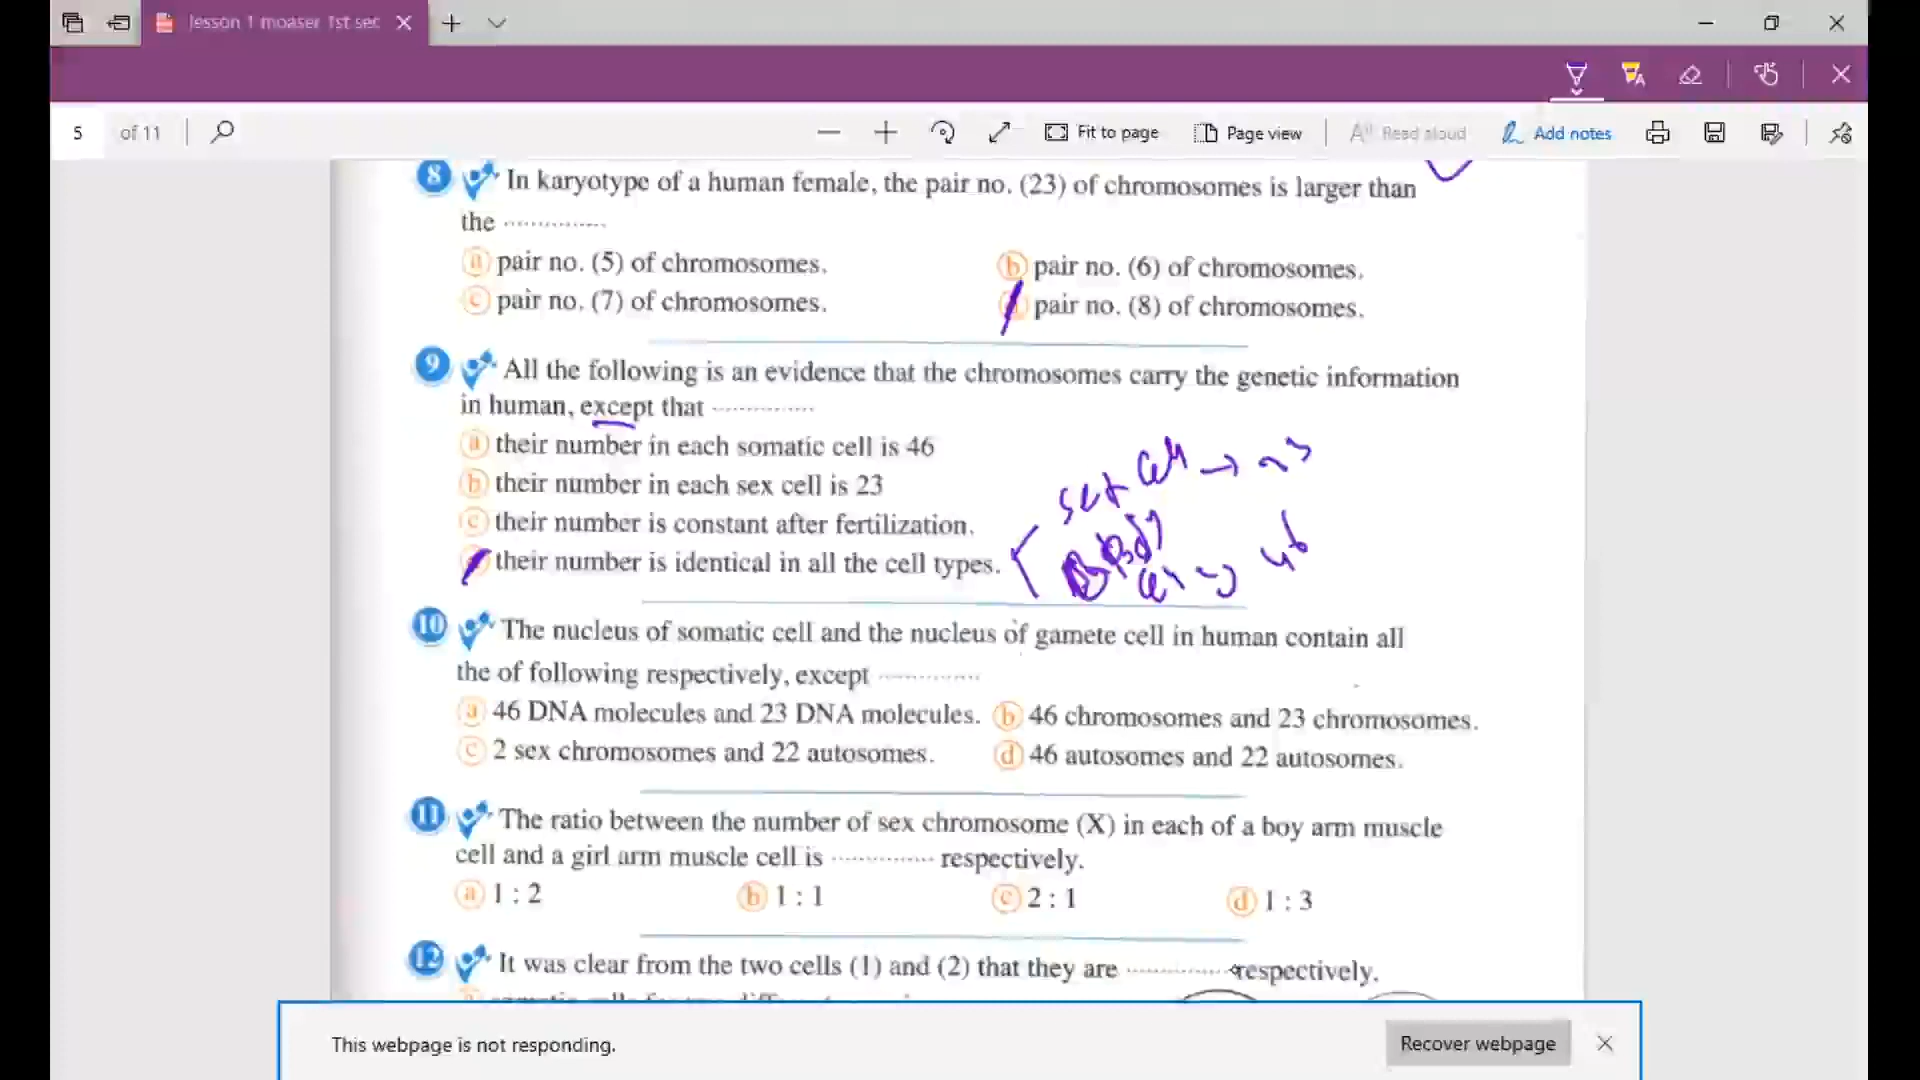 lesson 1 moaser 1st sec
5 of 11 Fit to page Page view Read aloud Add notes
8 In karyotype of a human female, the pair no. (23) of chromosomes is larger than
the ..............
a pair no. (5) of chromosomes. b pair no. (6) of chromosomes.
c pair no. (7) of chromosomes. pair no. (8) of chromosomes.
9 All the following is an evidence that the chromosomes carry the genetic information
in human, except that ..............
a their number in each somatic cell is 46
b their number in each sex cell is 23
c their number is constant after fertilization.
their number is identical in all the cell types.
sex cell → 23
Body
cell → 46
10 The nucleus of somatic cell and the nucleus of gamete cell in human contain all
the of following respectively, except ..............
a 46 DNA molecules and 23 DNA molecules. b 46 chromosomes and 23 chromosomes.
c 2 sex chromosomes and 22 autosomes. d 46 autosomes and 22 autosomes.
11 The ratio between the number of sex chromosome (X) in each of a boy arm muscle
cell and a girl arm muscle cell is .............. respectively.
a 1 : 2 b 1 : 1 c 2 : 1 d 1 : 3
12 It was clear from the two cells (1) and (2) that they are .............. respectively.
This webpage is not responding. Recover webpage